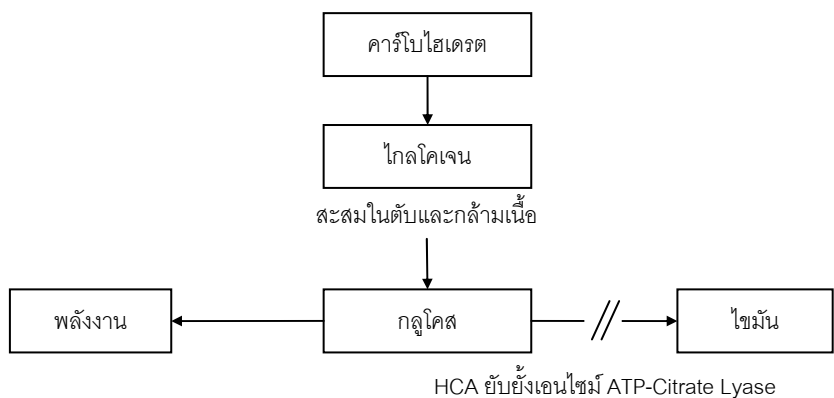 คาร์โบไฮเดรต
ไกลโคเจน
สะสมในตับและกล้ามเนื้อ
พลังงาน
กลูโคส
ไขมัน
HCA ยับยั้งเอนไซม์ ATP-Citrate Lyase